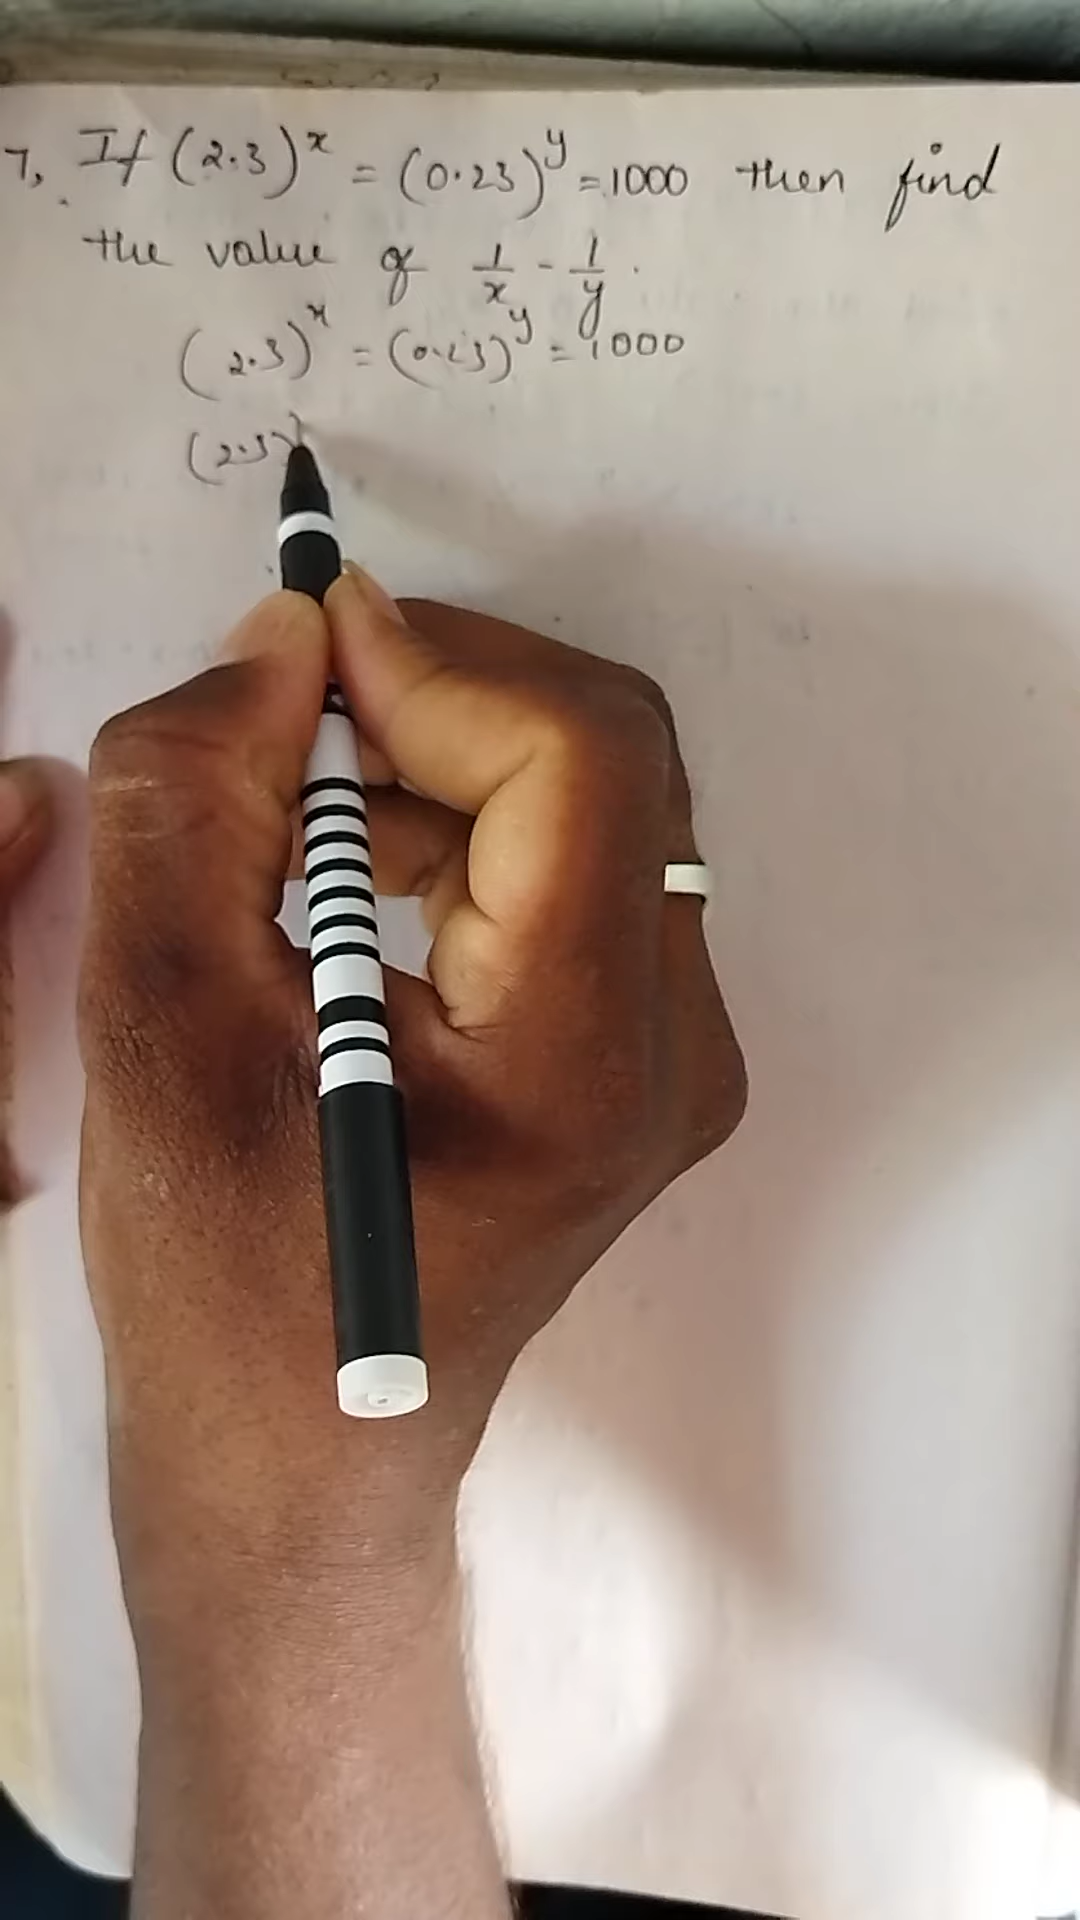 7. If (2.3)^x = (0.23)^y = 1000 then find
the value of 1/x - 1/y.
(2.3)^x = (0.23)^y = 1000
(2.3)